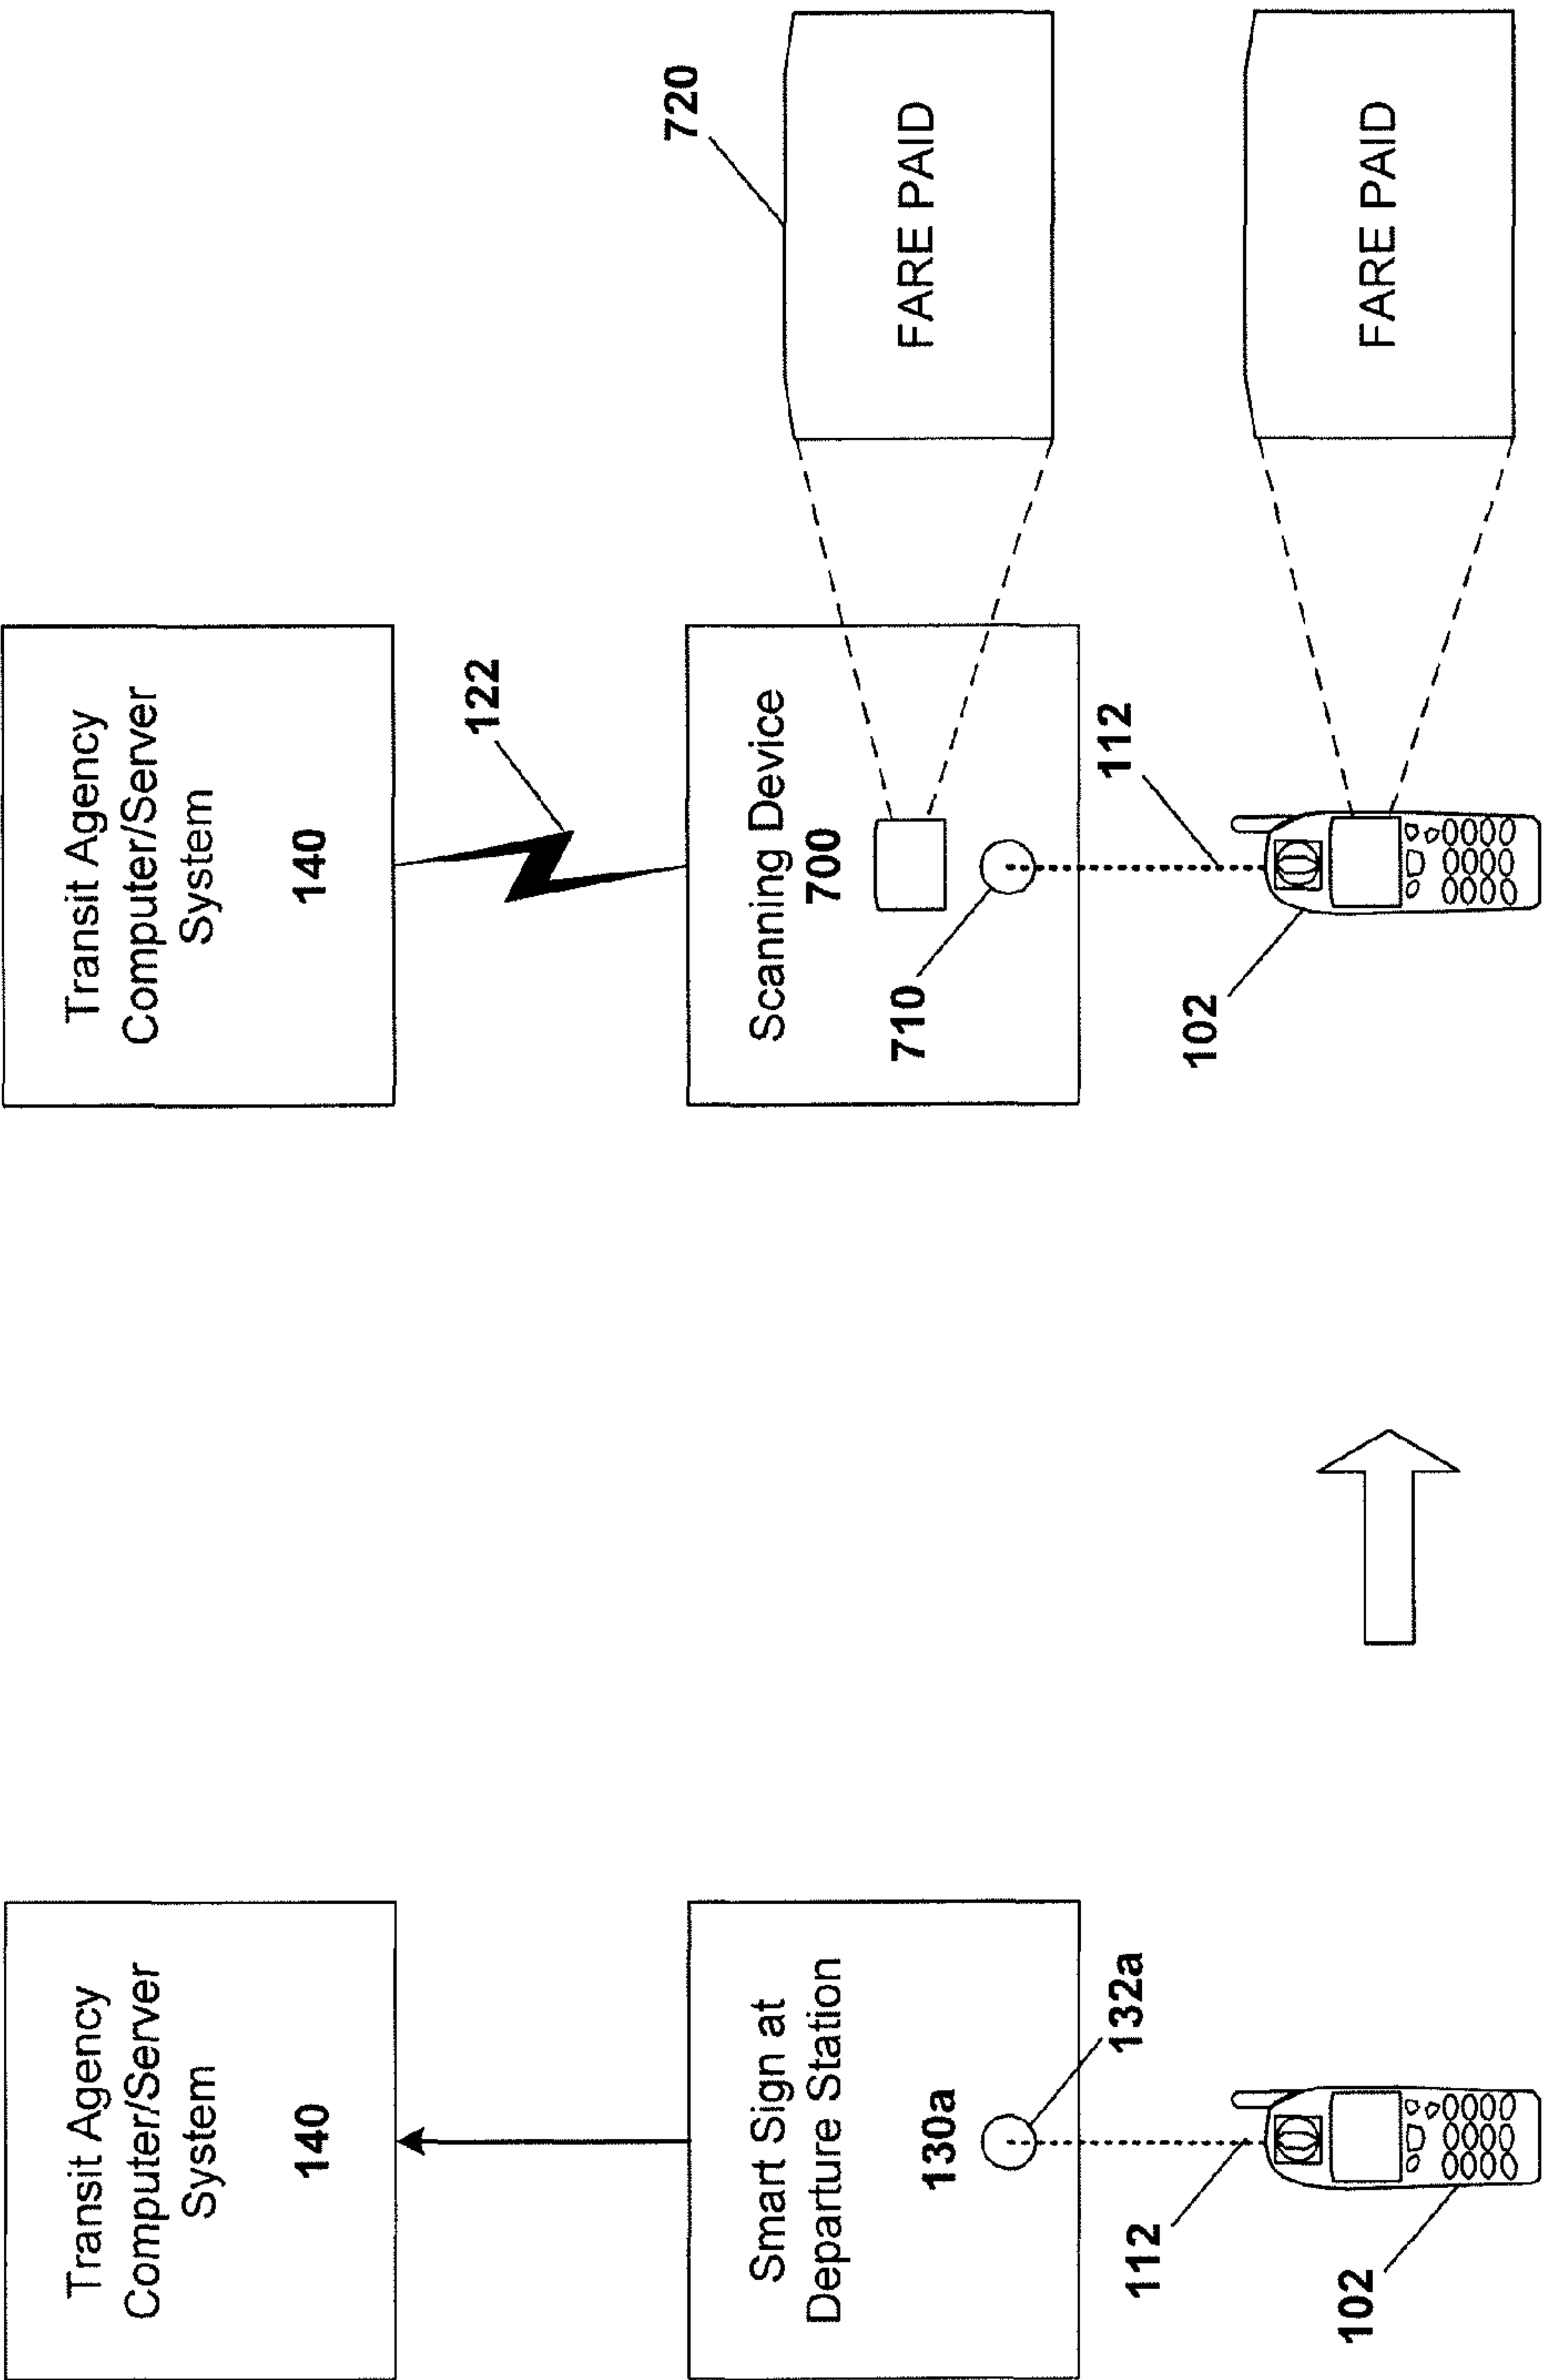 Transit Agency
Computer/Server
System
140
Smart Sign at
Departure Station
130a
132a
112
102
Transit Agency
Computer/Server
System
140
122
Scanning Device
700
710
112
102
720
FARE PAID
FARE PAID